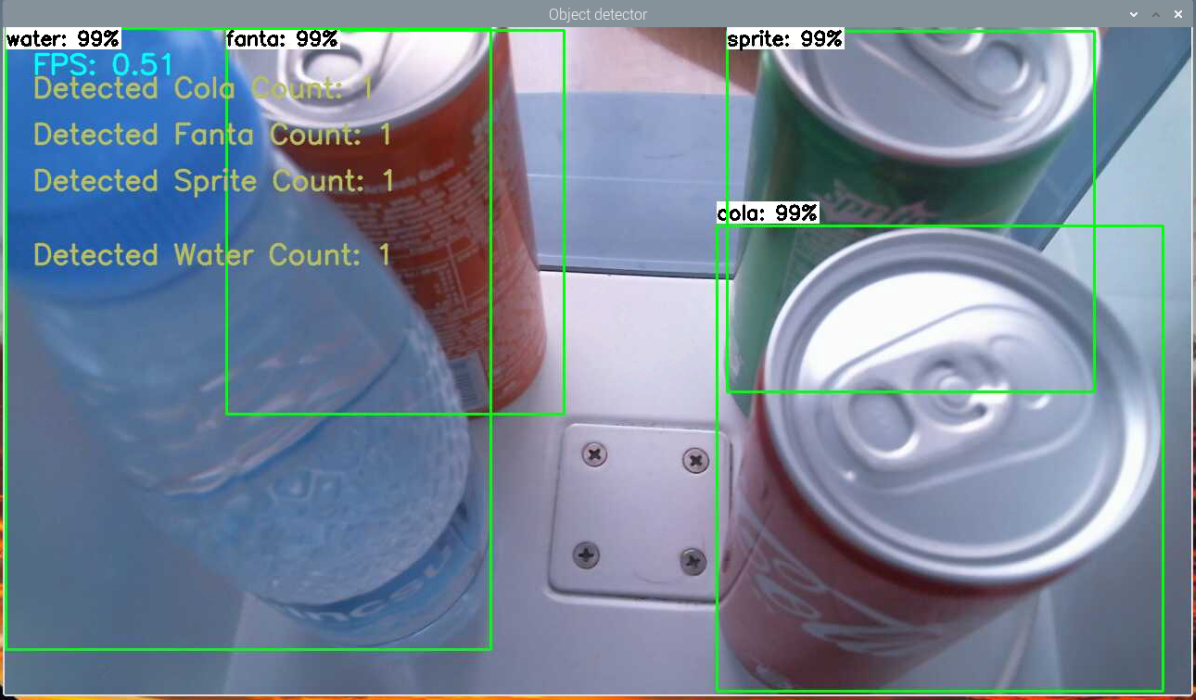 Object detector
water: 99%
fanta: 99%
sprite: 99%
FPS: 0.51
Detected Cola Count: 1
Detected Fanta Count: 1
Detected Sprite Count: 1
cola: 99%
Detected Water Count: 1
Sprite